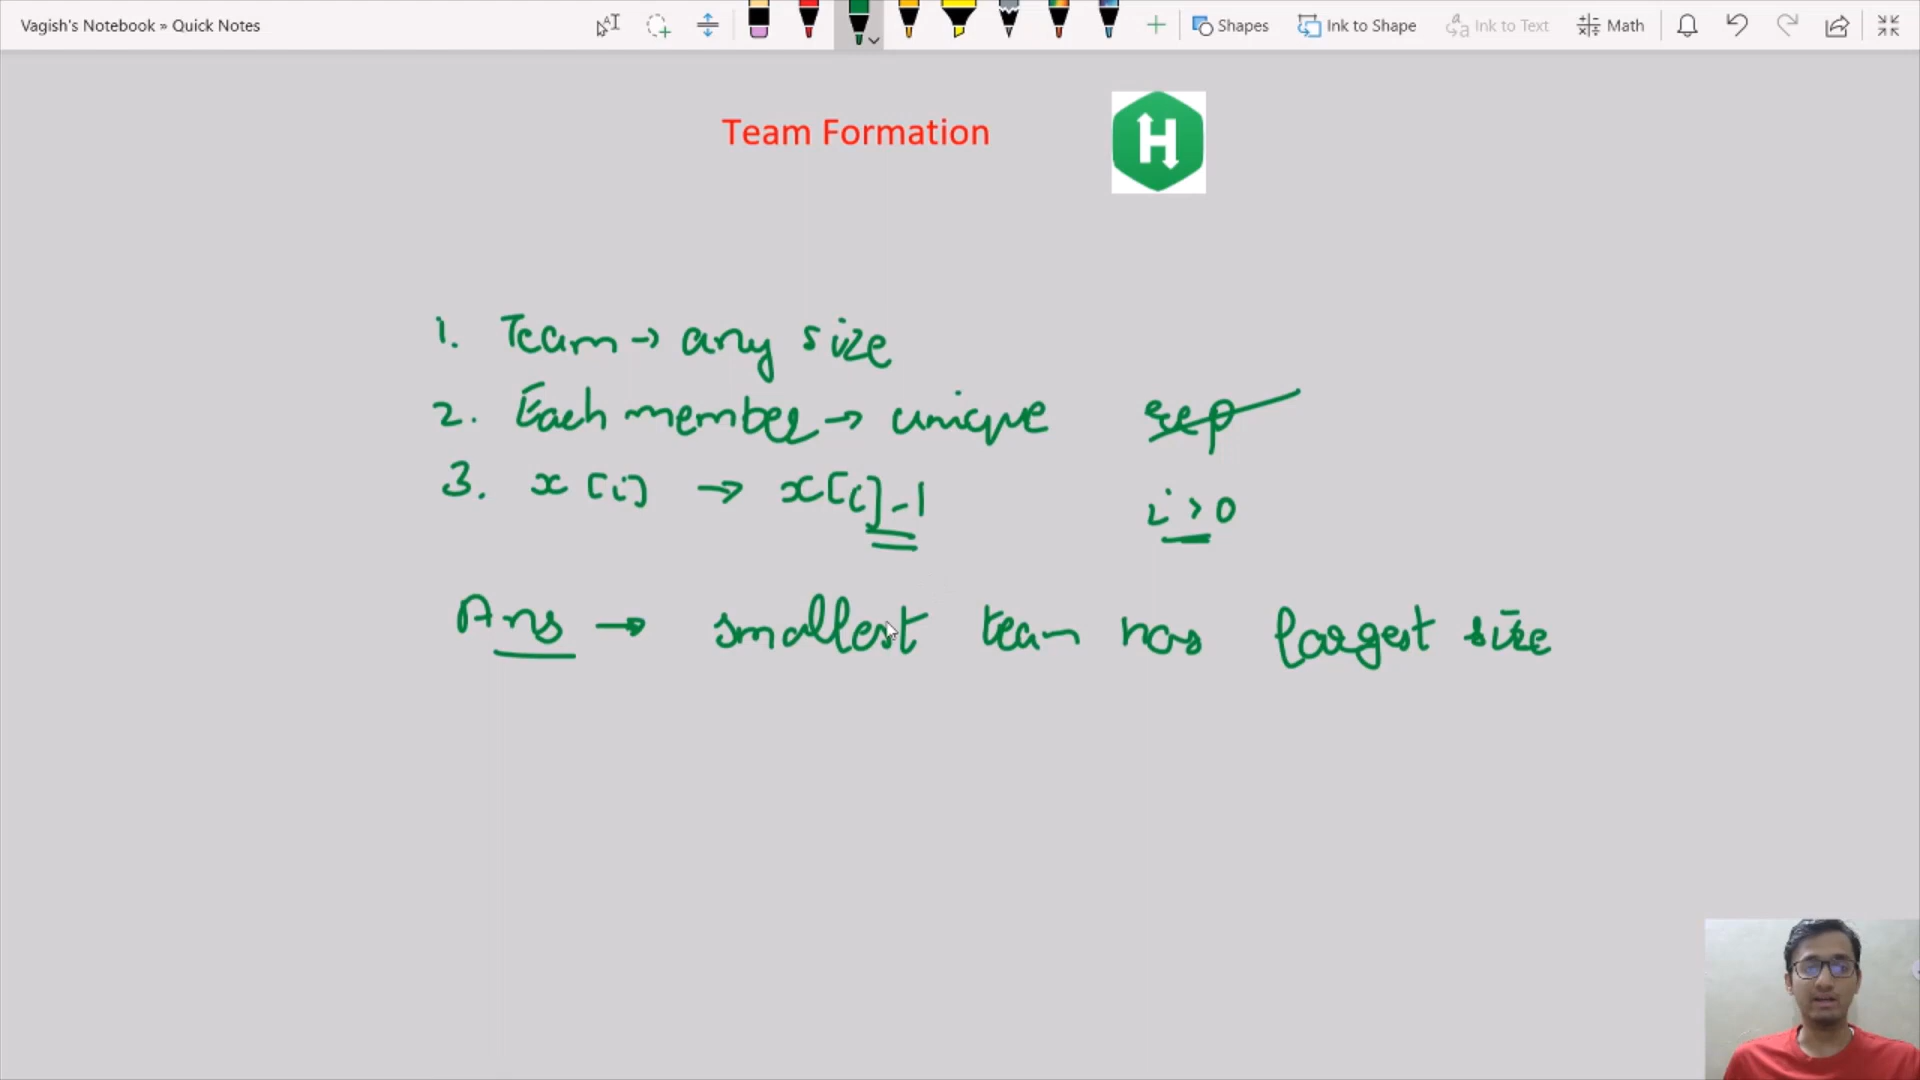 Vagish's Notebook » Quick Notes
Shapes
Ink to Shape
Ink to Text
Math
Team Formation
H
1. Team → any size
2. Each member → unique rep
3. x[i] → x[i]-1 i > 0
Ans → smallest team has largest size